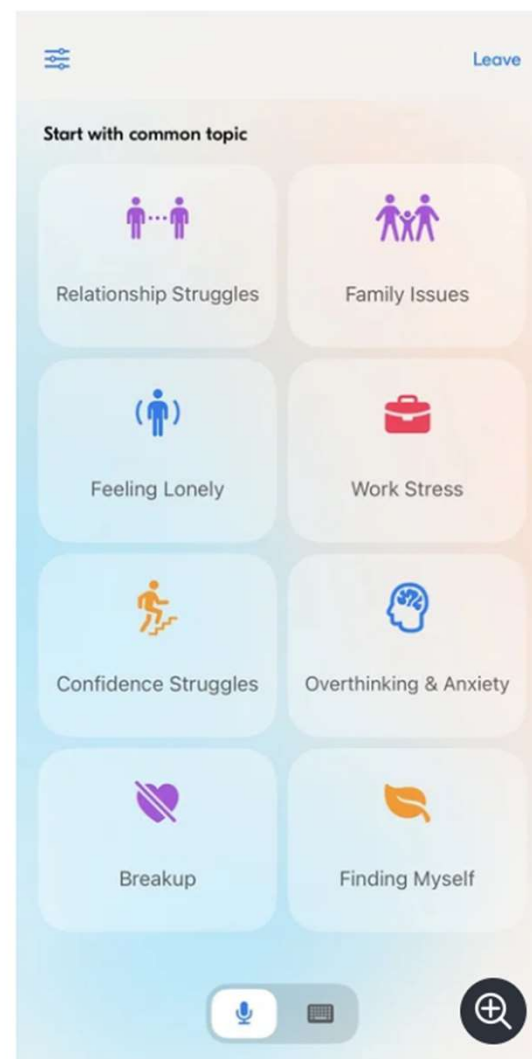 Leave
Start with common topic
Relationship Struggles
Family Issues
Feeling Lonely
Work Stress
Confidence Struggles
Overthinking & Anxiety
Breakup
Finding Myself